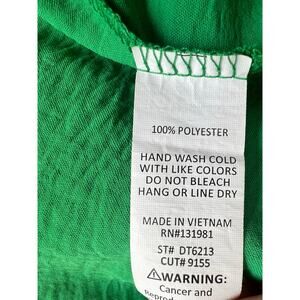 100% POLYESTER
HAND WASH COLD
WITH LIKE COLORS
DO NOT BLEACH
HANG OR LINE DRY
MADE IN VIETNAM
RN#131981
ST# DT6213
CUT# 9155
⚠WARNING:
Cancer and